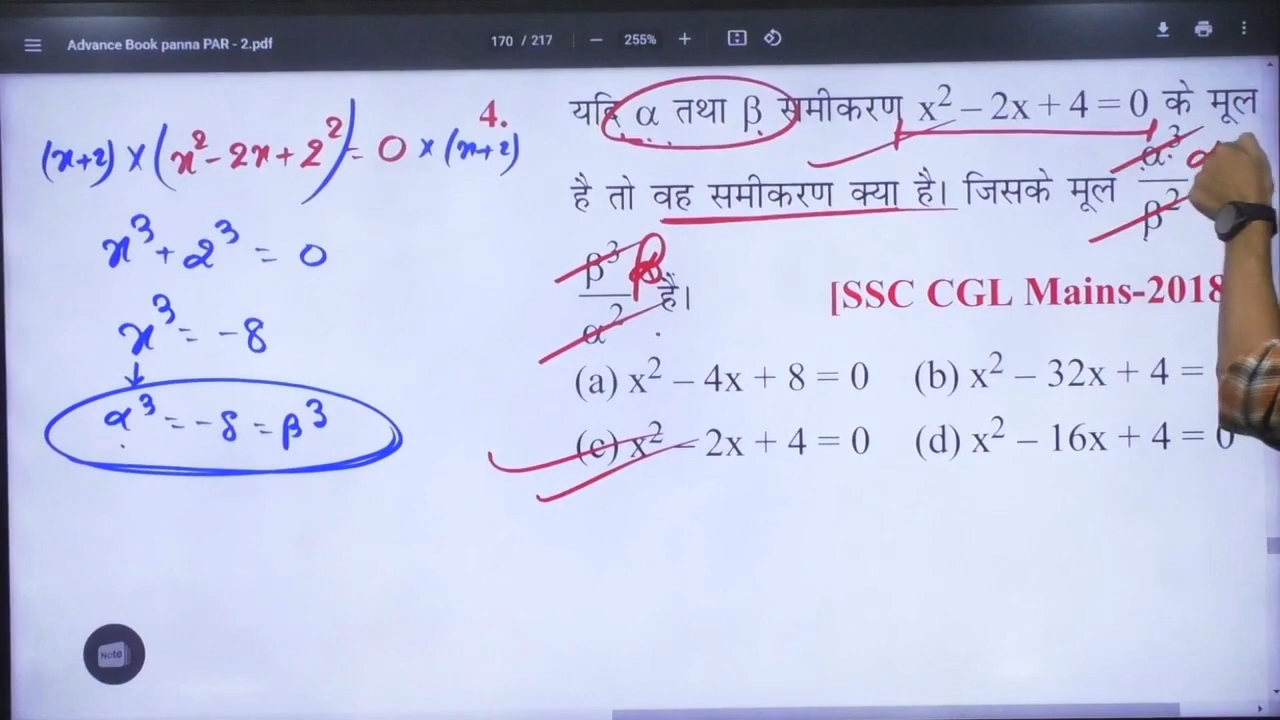 Advance Book panna PAR - 2.pdf
170 / 217
255%
4. यदि α तथा β समीकरण x² – 2x + 4 = 0 के मूल
है तो वह समीकरण क्या है। जिसके मूल α³/β²
β³/α² β हैं।
[SSC CGL Mains-2018
(a) x² – 4x + 8 = 0 (b) x² – 32x + 4 =
(c) x² – 2x + 4 = 0 (d) x² – 16x + 4 = 0
(x+2) × (x² - 2x + 2²) = 0 × (x+2)
x³ + 2³ = 0
x³ = -8
α³ = -8 = β³
Note